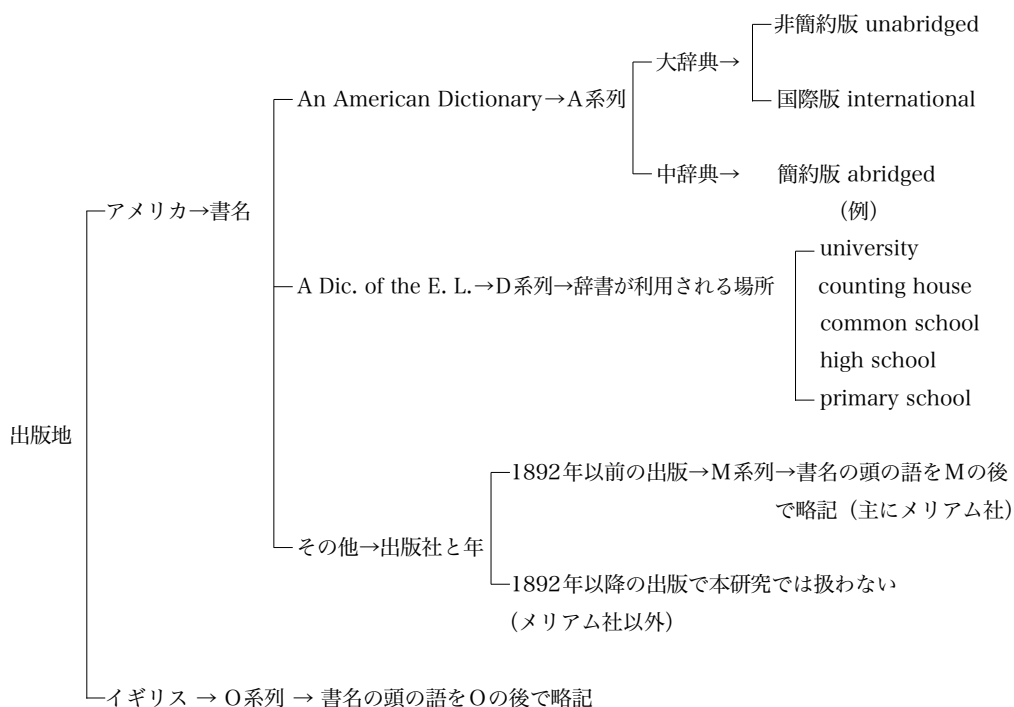 非簡約版 unabridged
大辞典→
An American Dictionary→A系列
国際版 international
中辞典→ 簡約版 abridged
アメリカ→書名
（例）
university
A Dic. of the E. L.→D系列→辞書が利用される場所
counting house
common school
high school
primary school
出版地
1892年以前の出版→M系列→書名の頭の語をMの後
で略記（主にメリアム社）
その他→出版社と年
1892年以降の出版で本研究では扱わない
（メリアム社以外）
イギリス → O系列 → 書名の頭の語をOの後で略記